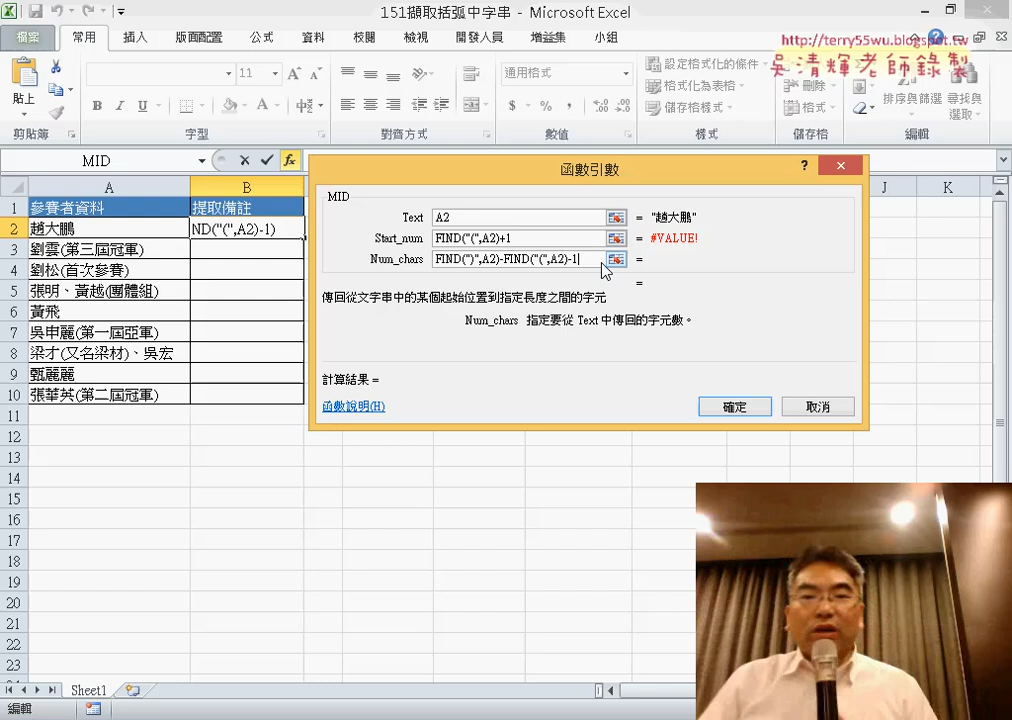 151擷取括弧中字串 - Microsoft Excel
檔案 常用 插入 版面配置 公式 資料 校閱 檢視 開發人員 增益集 小組
http://terry55wu.blogspot.tw
吳清輝老師錄製
貼上 11 通用格式 設定格式化的條件 格式化為表格 儲存格樣式 刪除 格式 排序與篩選 尋找與選取
剪貼簿 字型 對齊方式 數值 樣式 儲存格 編輯
MID
A B J K
1 參賽者資料 提取備註
2 趙大鵬 ND("(",A2)-1)
3 劉雲(第三屆冠軍)
4 劉松(首次參賽)
5 張明、黃越(團體組)
6 黃飛
7 吳申麗(第一屆亞軍)
8 梁才(又名梁材)、吳宏
9 甄麗麗
10 張華英(第二屆冠軍)
11
12
13
14
15
16
17
18
19
20
21
22
23
函數引數
MID
Text A2 = "趙大鵬"
Start_num FIND("(",A2)+1 = #VALUE!
Num_chars FIND(")",A2)-FIND("(",A2)-1 =
=
傳回從文字串中的某個起始位置到指定長度之間的字元
Num_chars 指定要從 Text 中傳回的字元數。
計算結果 =
函數說明(H)
確定 取消
Sheet1
編輯